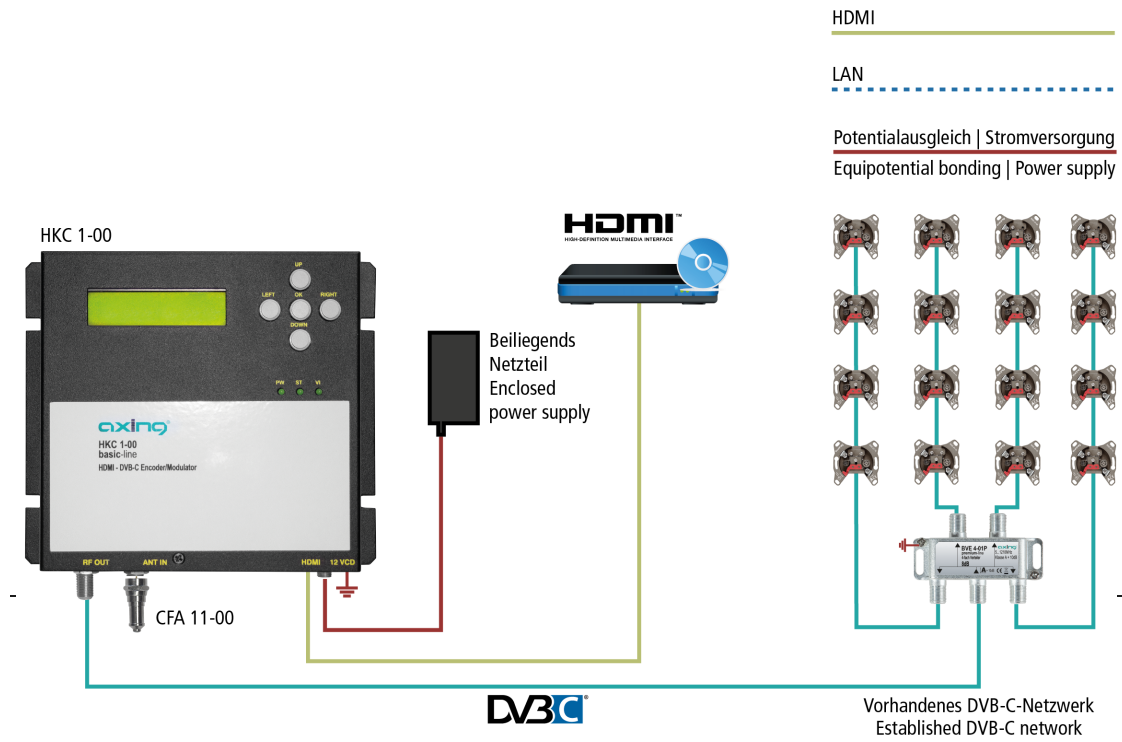 HDMI
LAN
Potentialausgleich | Stromversorgung
Equipotential bonding | Power supply
HKC 1-00
HDMI™
HIGH-DEFINITION MULTIMEDIA INTERFACE
UP
LEFT OK RIGHT
DOWN
PW ST VI
Beiliegends
Netzteil
Enclosed
power supply
axing®
HKC 1-00
basic-line
HDMI - DVB-C Encoder/Modulator
RF OUT ANT IN HDMI 12 VCD
CFA 11-00
BVE 4-01P
axing
premium-line
DVB C®
Vorhandenes DVB-C-Netzwerk
Established DVB-C network